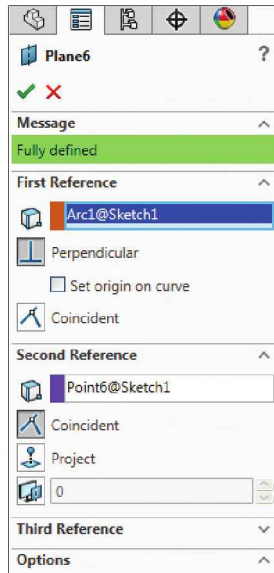 Plane6
?
Message
Fully defined
First Reference
Arc1@Sketch1
Perpendicular
Set origin on curve
Coincident
Second Reference
Point6@Sketch1
Coincident
Project
0
Third Reference
Options